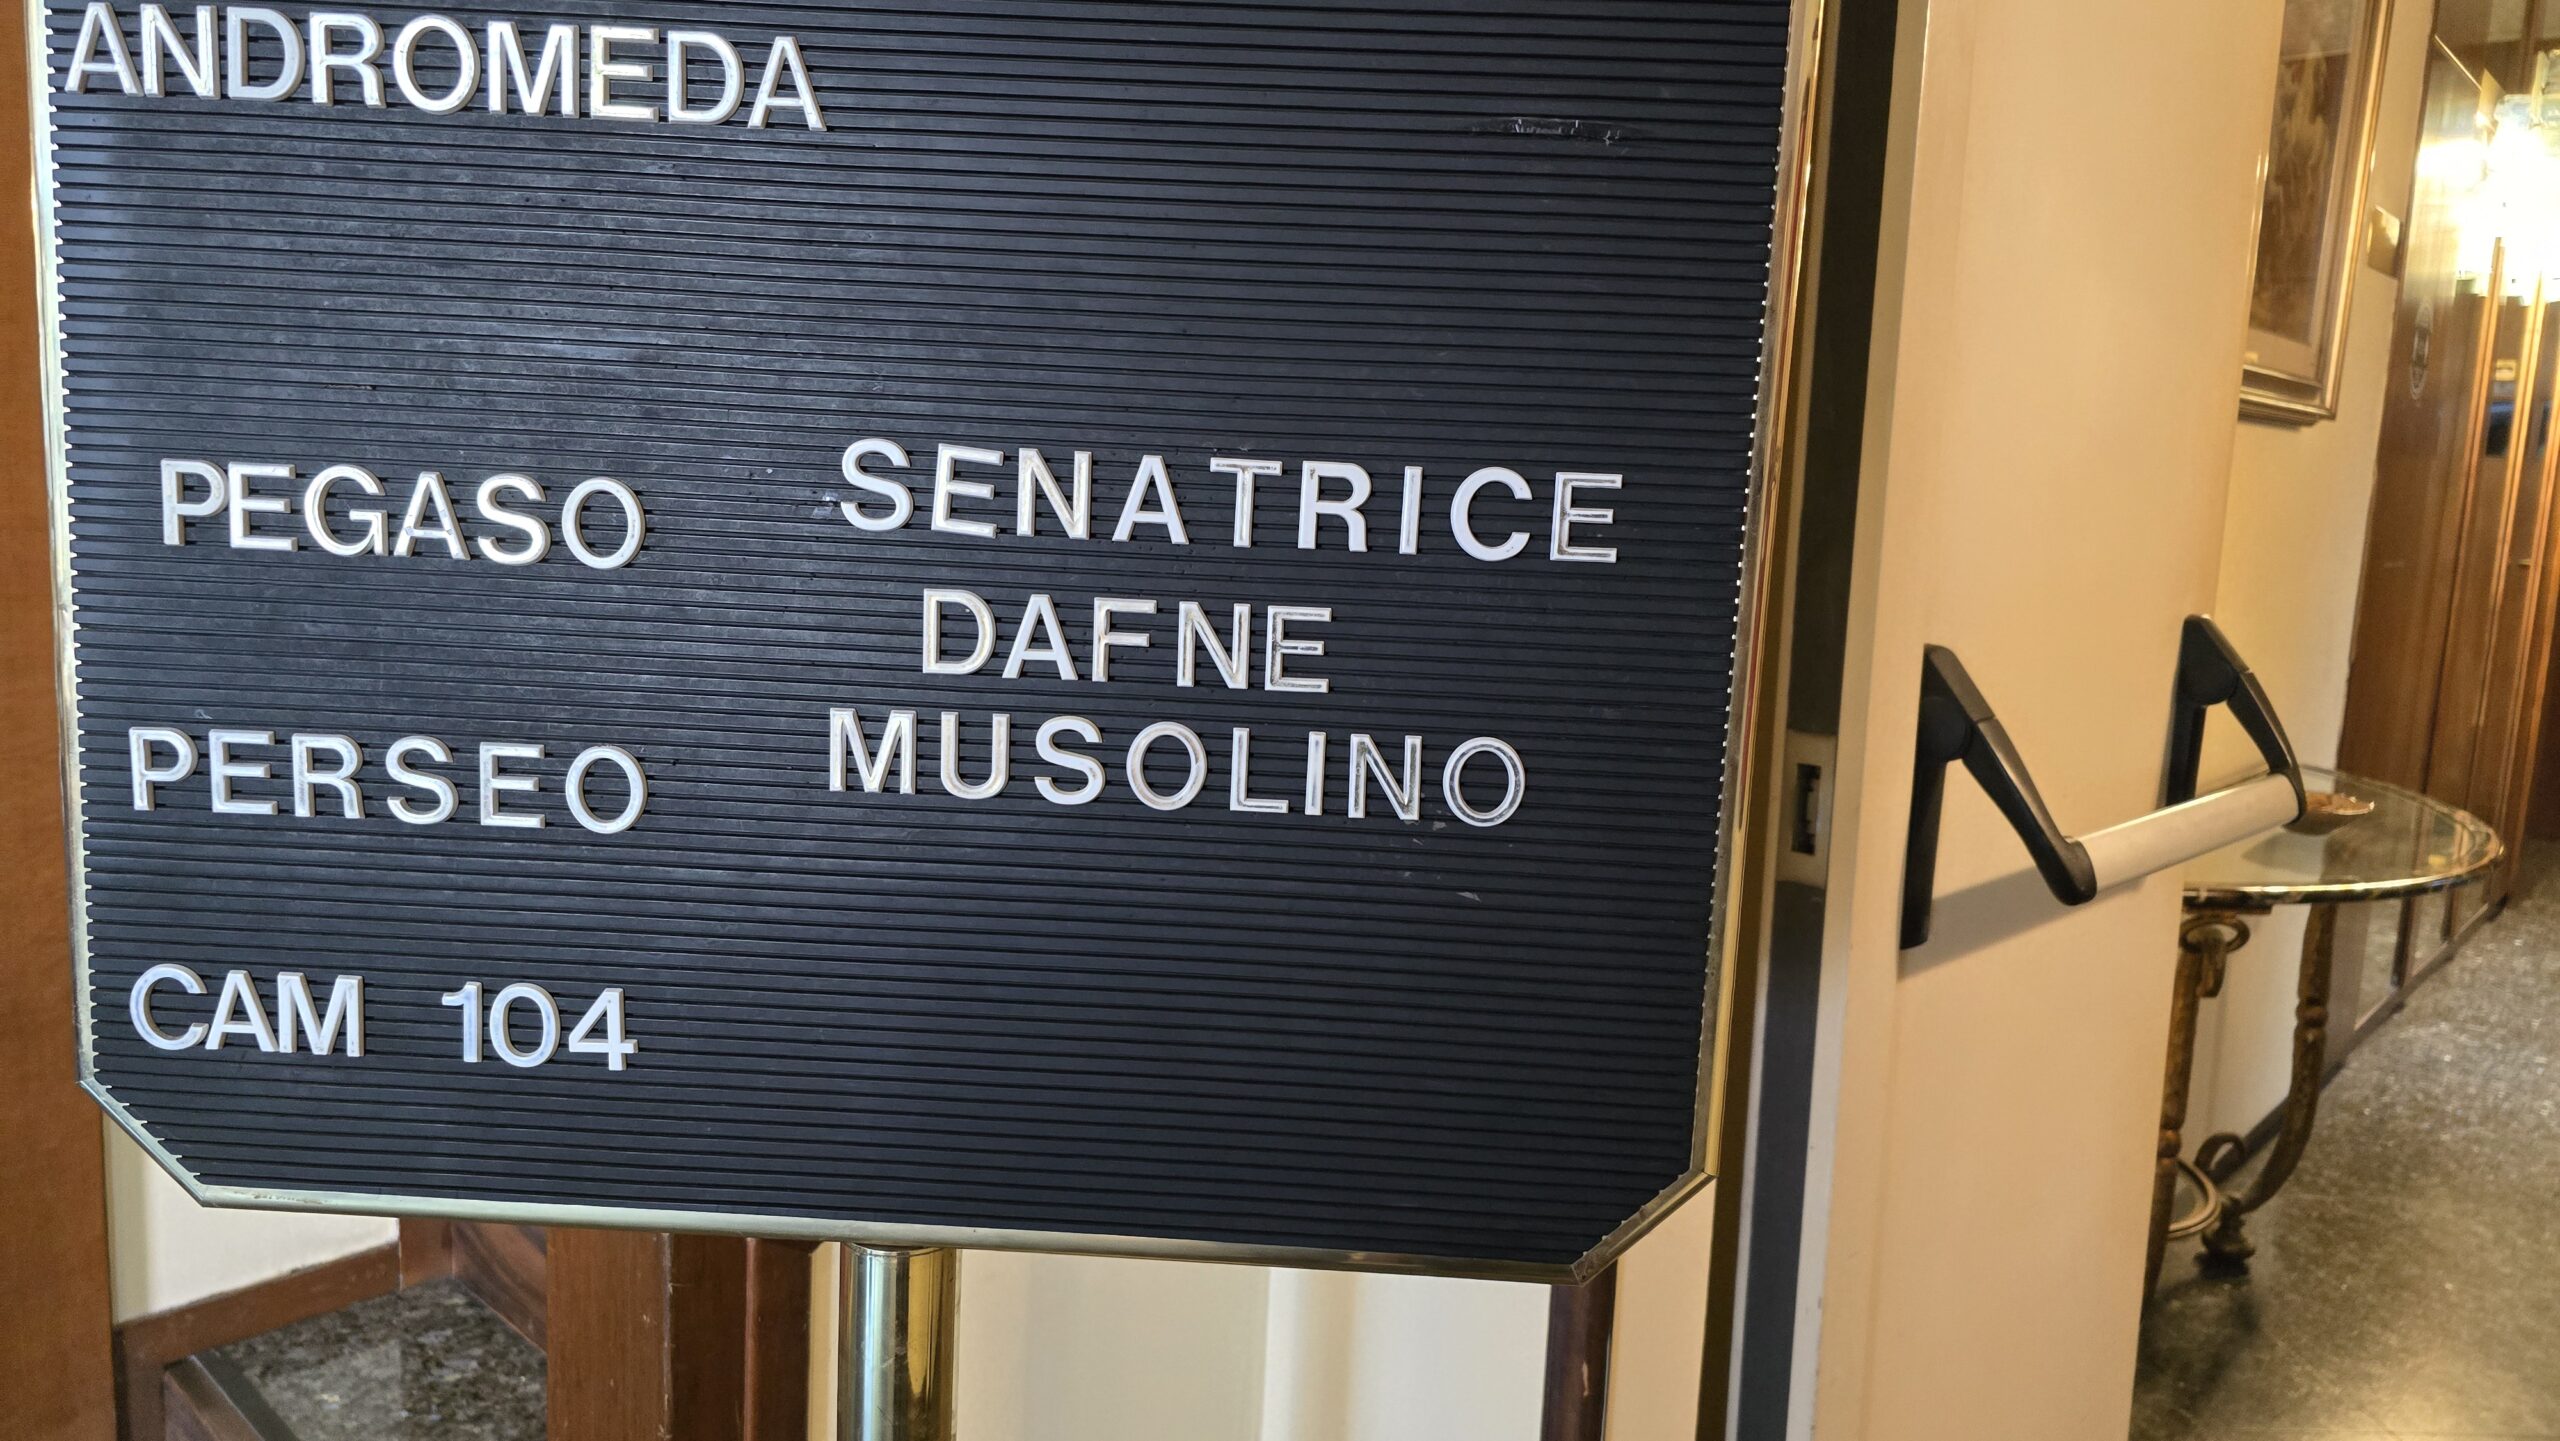 ANDROMEDA
PEGASO SENATRICE
DAFNE
PERSEO MUSOLINO
CAM 104